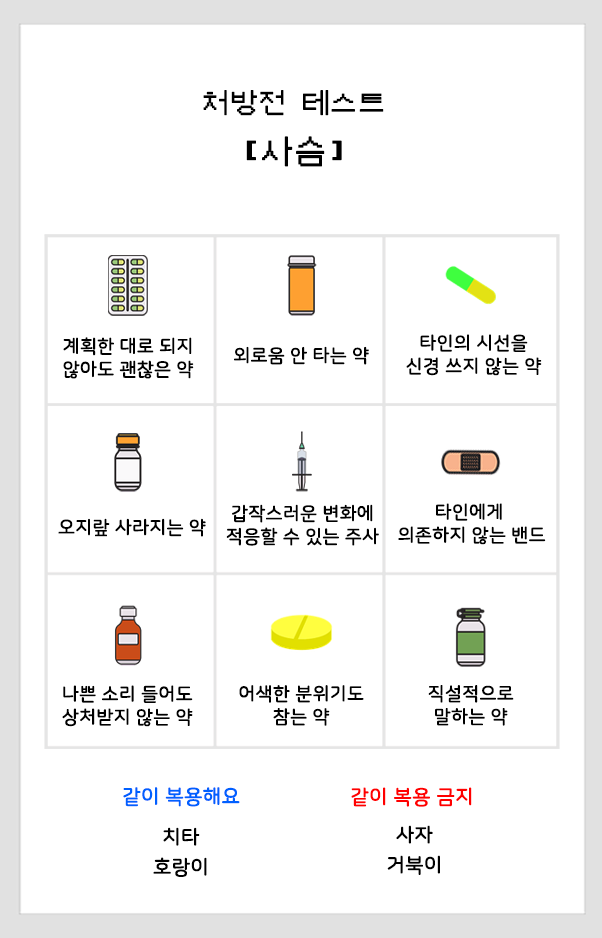 처방전 테스트
[사슴]
계획한 대로 되지
않아도 괜찮은 약
외로움 안 타는 약
타인의 시선을
신경 쓰지 않는 약
오지랖 사라지는 약
갑작스러운 변화에
적응할 수 있는 주사
타인에게
의존하지 않는 밴드
나쁜 소리 들어도
상처받지 않는 약
어색한 분위기도
참는 약
직설적으로
말하는 약
같이 복용해요
치타
호랑이
같이 복용 금지
사자
거북이